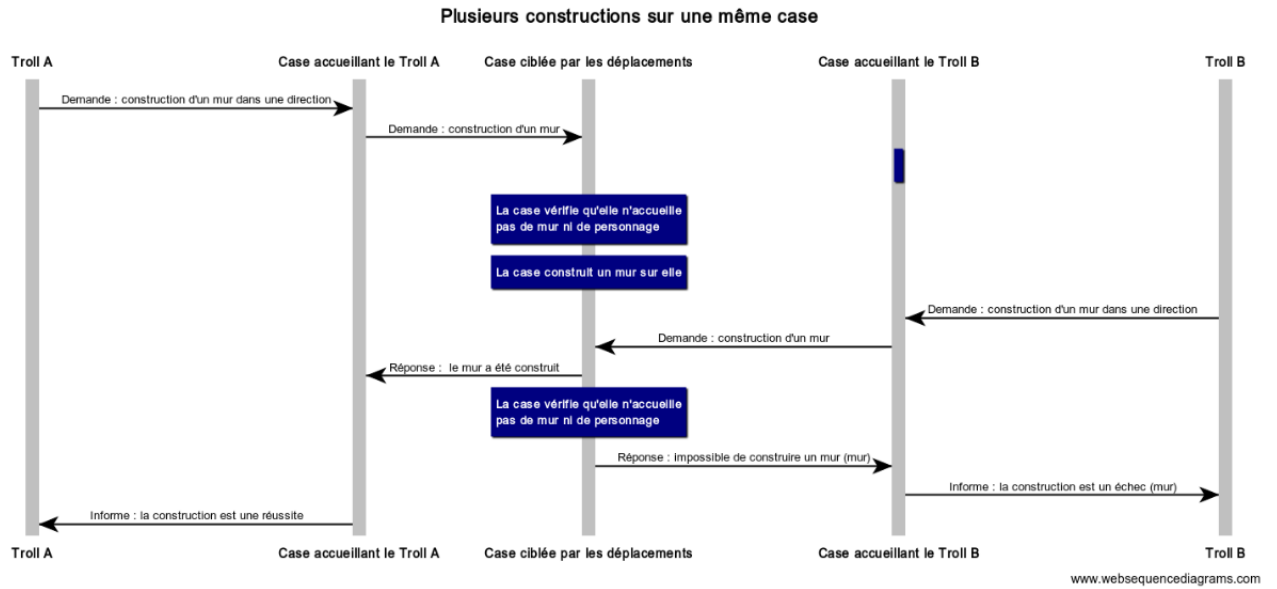 Plusieurs constructions sur une même case
Troll A
Case accueillant le Troll A
Case ciblée par les déplacements
Case accueillant le Troll B
Troll B
Demande : construction d'un mur dans une direction
Demande : construction d'un mur
La case vérifie qu'elle n'accueille
pas de mur ni de personnage
La case construit un mur sur elle
Demande : construction d'un mur dans une direction
Demande : construction d'un mur
Réponse : le mur a été construit
La case vérifie qu'elle n'accueille
pas de mur ni de personnage
Réponse : impossible de construire un mur (mur)
Informe : la construction est un échec (mur)
Informe : la construction est une réussite
Troll A
Case accueillant le Troll A
Case ciblée par les déplacements
Case accueillant le Troll B
Troll B
www.websequencediagrams.com